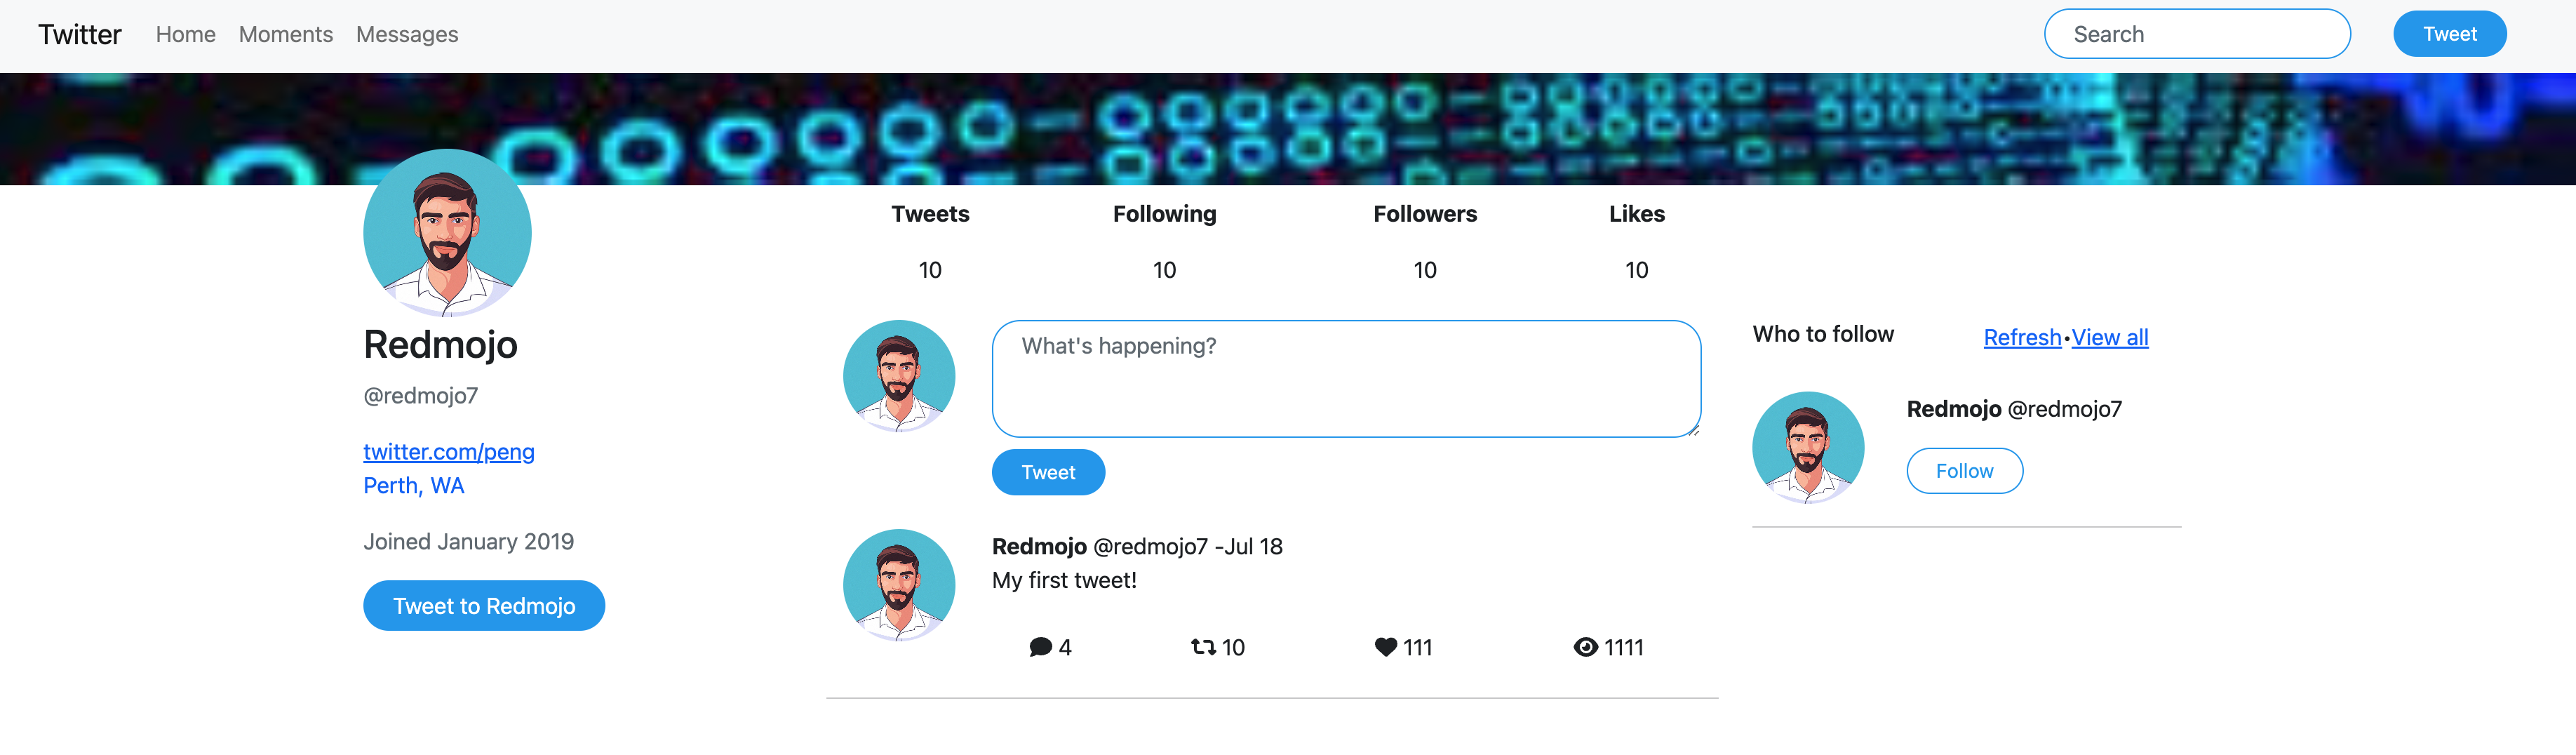 Twitter Home Moments Messages Search Tweet
Tweets Following Followers Likes
10 10 10 10
Redmojo
@redmojo7
twitter.com/peng
Perth, WA
Joined January 2019
Tweet to Redmojo
What's happening?
Tweet
Redmojo @redmojo7 -Jul 18
My first tweet!
4 10 111 1111
Who to follow Refresh•View all
Redmojo @redmojo7
Follow